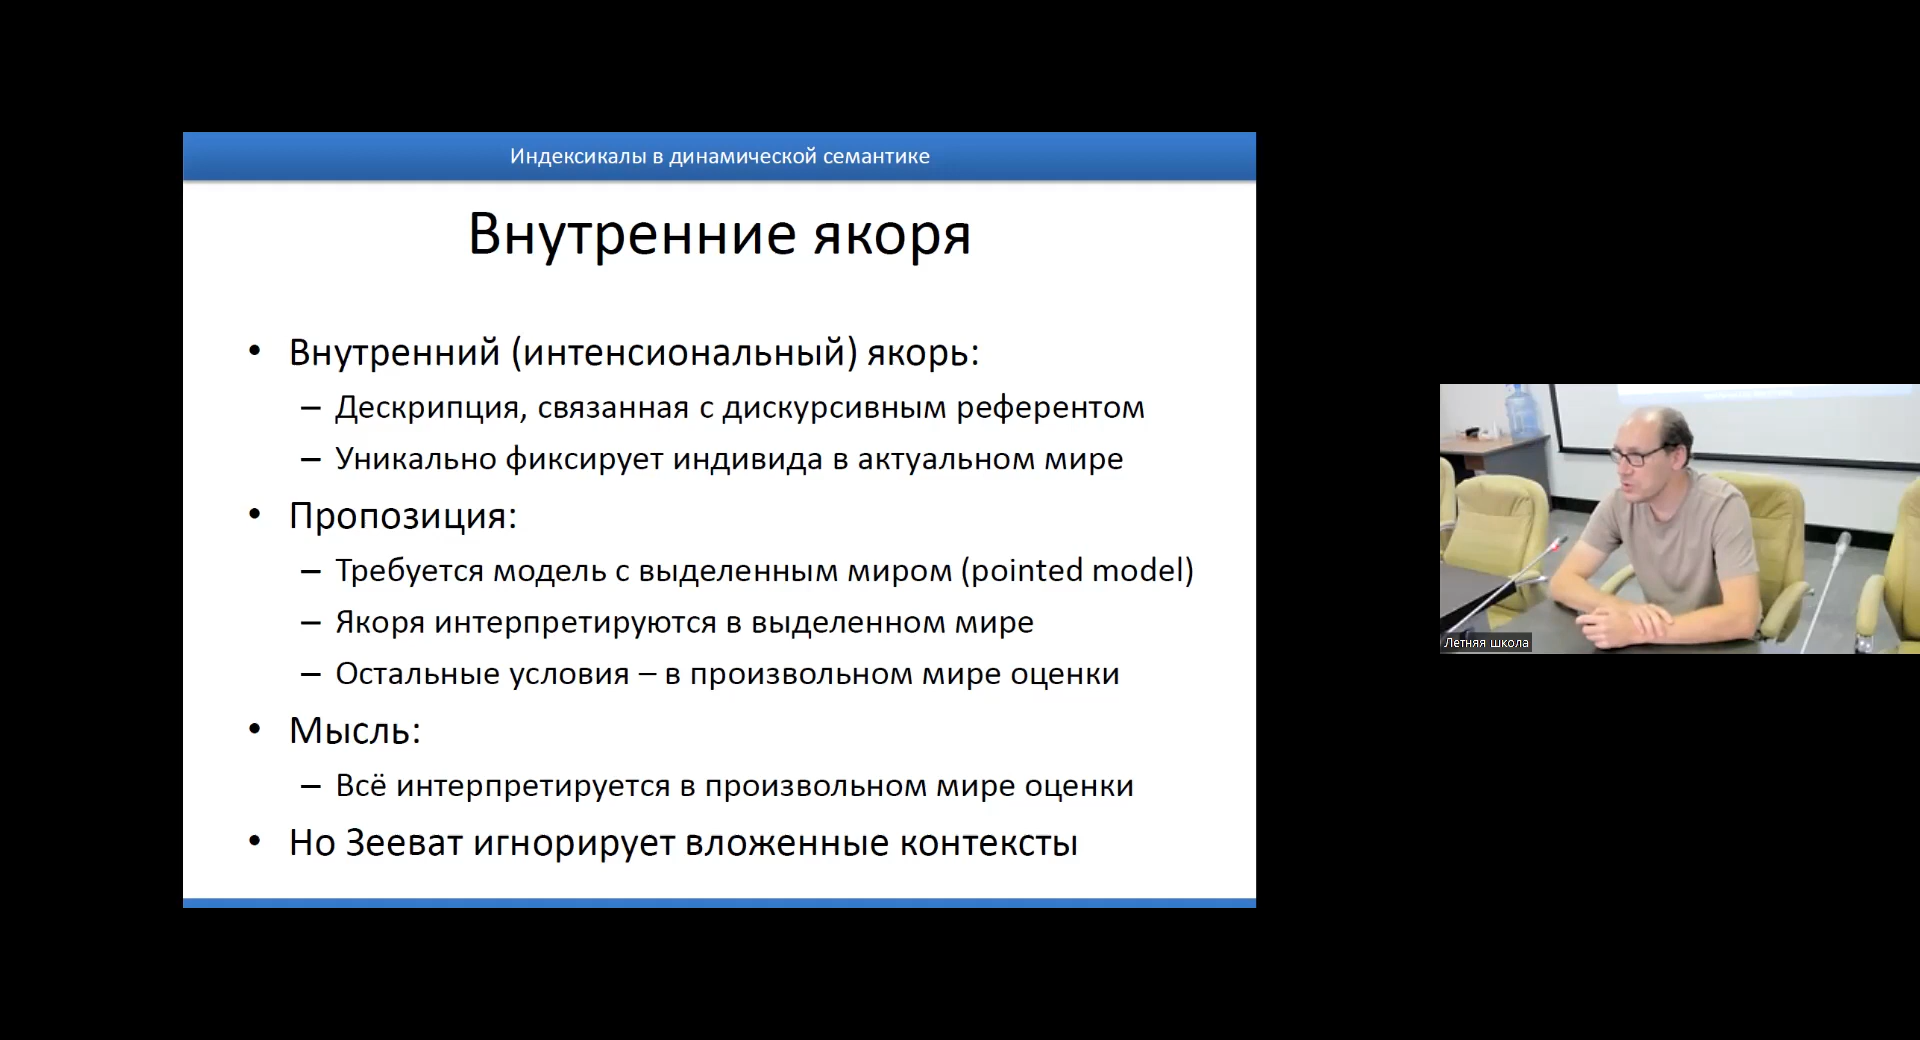 Индексикалы в динамической семантике
Внутренние якоря
• Внутренний (интенсиональный) якорь:
– Дескрипция, связанная с дискурсивным референтом
– Уникально фиксирует индивида в актуальном мире
• Пропозиция:
– Требуется модель с выделенным миром (pointed model)
– Якоря интерпретируются в выделенном мире
– Остальные условия – в произвольном мире оценки
• Мысль:
– Всё интерпретируется в произвольном мире оценки
• Но Зееват игнорирует вложенные контексты
Летняя школа